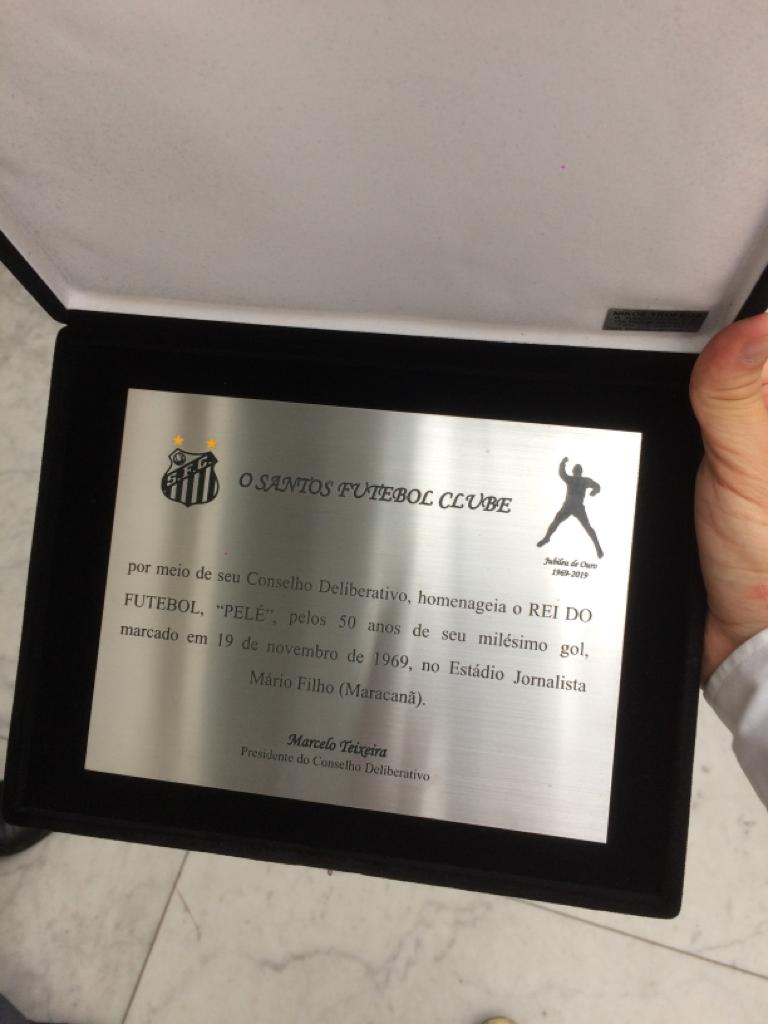 S.F.C
O SANTOS FUTEBOL CLUBE
Jubileu de Ouro
1969-2019
por meio de seu Conselho Deliberativo, homenageia o REI DO
FUTEBOL, “PELÉ”, pelos 50 anos de seu milésimo gol,
marcado em 19 de novembro de 1969, no Estádio Jornalista
Mário Filho (Maracanã).
Marcelo Teixeira
Presidente do Conselho Deliberativo